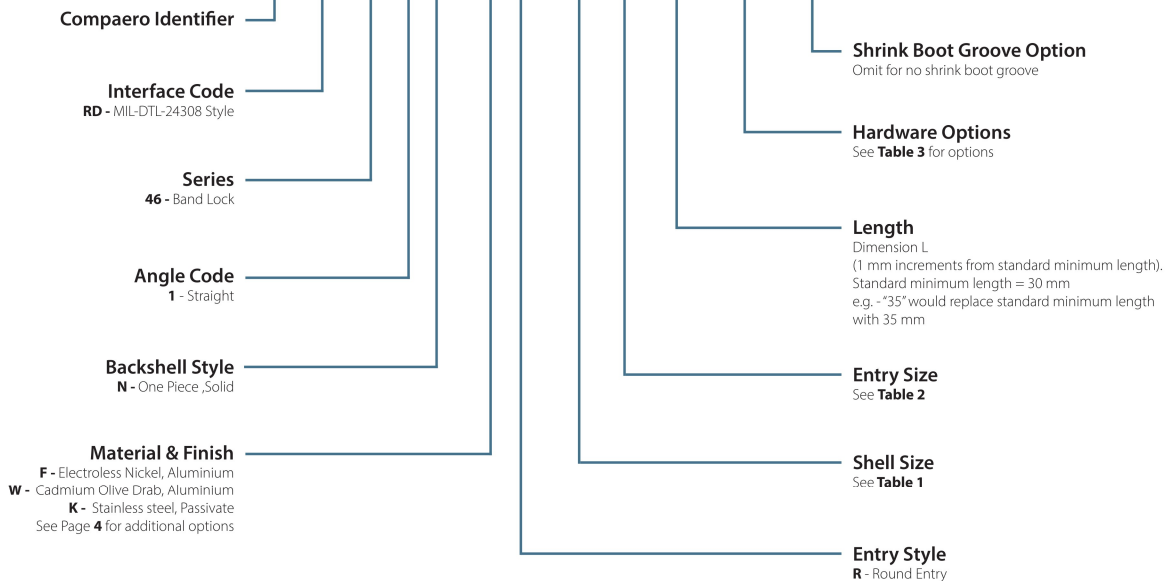 Compaero Identifier
Interface Code
RD - MIL-DTL-24308 Style
Series
46 - Band Lock
Angle Code
1 - Straight
Backshell Style
N - One Piece ,Solid
Material & Finish
F - Electroless Nickel, Aluminium
W - Cadmium Olive Drab, Aluminium
K - Stainless steel, Passivate
See Page 4 for additional options
Shrink Boot Groove Option
Omit for no shrink boot groove
Hardware Options
See Table 3 for options
Length
Dimension L
(1 mm increments from standard minimum length).
Standard minimum length = 30 mm
e.g. - “35” would replace standard minimum length
with 35 mm
Entry Size
See Table 2
Shell Size
See Table 1
Entry Style
R - Round Entry